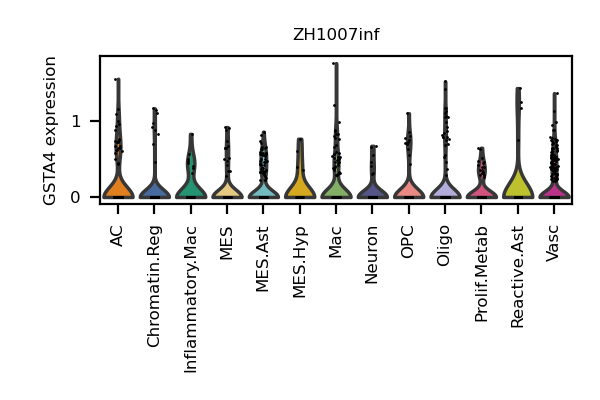 ZH1007inf
GSTA4 expression
1
0
AC
Chromatin.Reg
Inflammatory.Mac
MES
MES.Ast
MES.Hyp
Mac
Neuron
OPC
Oligo
Prolif.Metab
Reactive.Ast
Vasc